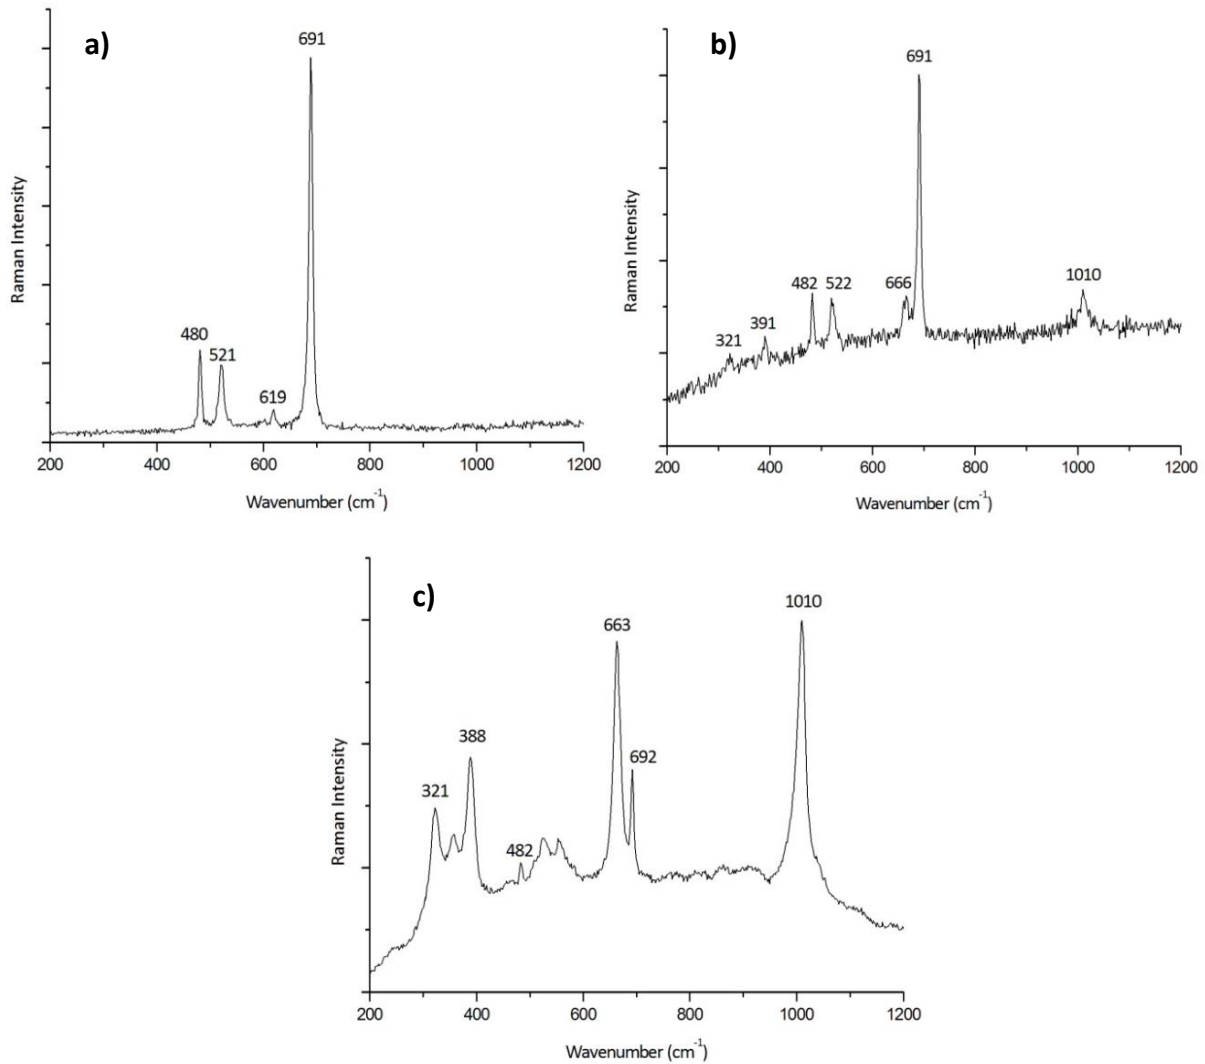 a)
691
480
521
619
Raman Intensity
200 400 600 800 1000 1200
Wavenumber (cm-1)
b)
691
1010
482 522 666
391
321
Raman Intensity
200 400 600 800 1000 1200
Wavenumber (cm-1)
c)
1010
663
388
692
321
482
Raman Intensity
200 400 600 800 1000 1200
Wavenumber (cm-1)